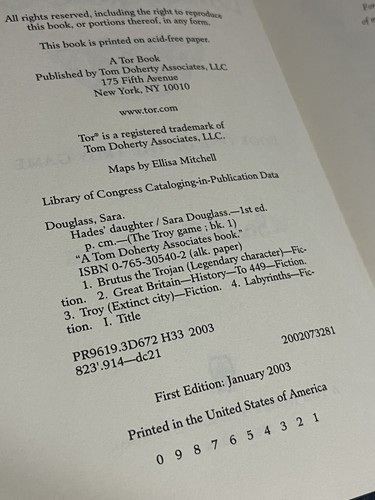 All rights reserved, including the right to reproduce
this book, or portions thereof, in any form.
This book is printed on acid-free paper.
A Tor Book
Published by Tom Doherty Associates, LLC
175 Fifth Avenue
New York, NY 10010
www.tor.com
Tor® is a registered trademark of
Tom Doherty Associates, LLC.
Maps by Ellisa Mitchell
Library of Congress Cataloging-in-Publication Data
Douglass, Sara.
Hades' daughter / Sara Douglass.—1st ed.
p. cm.—(The Troy game ; bk. 1)
"A Tom Doherty Associates book."
ISBN 0-765-30540-2 (alk. paper)
1. Brutus the Trojan (Legendary character)—Fic-
tion. 2. Great Britain—History—To 449—Fiction.
3. Troy (Extinct city)—Fiction. 4. Labyrinths—Fic-
tion. I. Title
PR9619.3D672 H33 2003
823'.914—dc21
2002073281
First Edition: January 2003
Printed in the United States of America
0 9 8 7 6 5 4 3 2 1